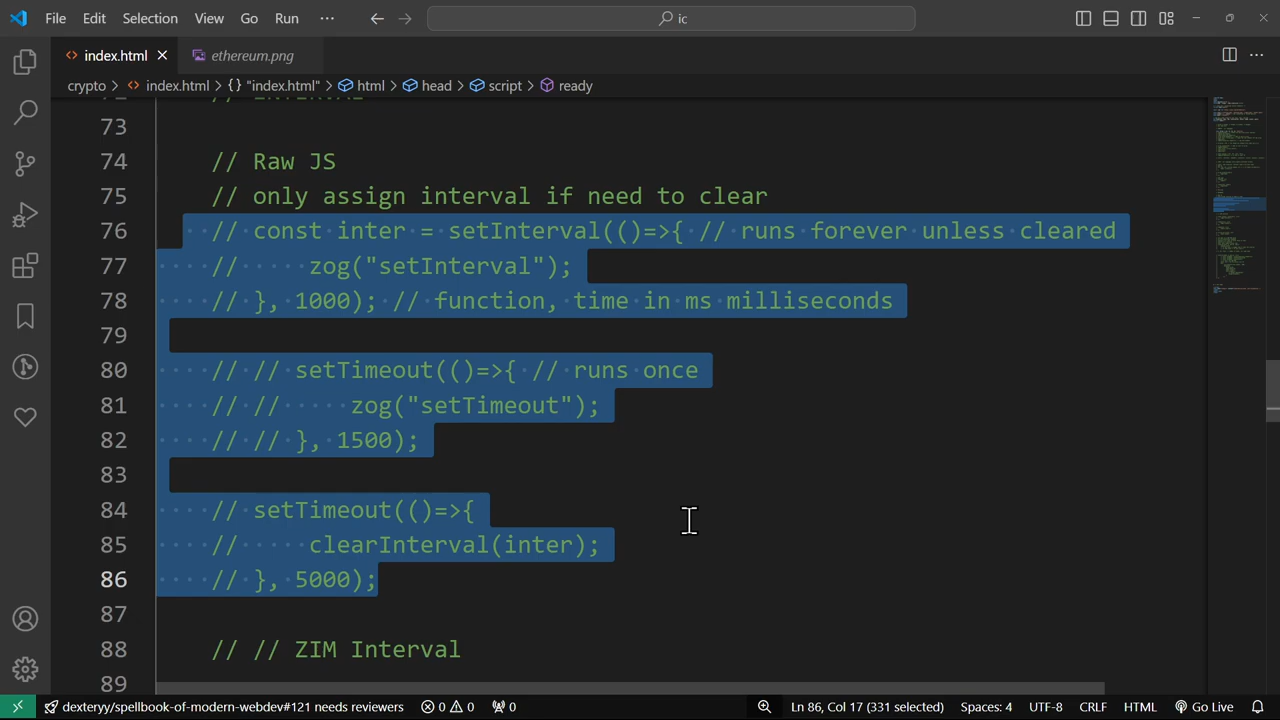 File Edit Selection View Go Run ··· ic
index.html ethereum.png
crypto > index.html > {} "index.html" > html > head > script > ready
73
74 // Raw JS
75 // only assign interval if need to clear
76 // const inter = setInterval(()=>{ // runs forever unless cleared
77 //     zog("setInterval");
78 // }, 1000); // function, time in ms milliseconds
79
80 // // setTimeout(()=>{ // runs once
81 // //     zog("setTimeout");
82 // // }, 1500);
83
84 // setTimeout(()=>{
85 //     clearInterval(inter);
86 // }, 5000);
87
88 // // ZIM Interval
89
dexteryy/spellbook-of-modern-webdev#121 needs reviewers 0 0 0 Ln 86, Col 17 (331 selected) Spaces: 4 UTF-8 CRLF HTML Go Live